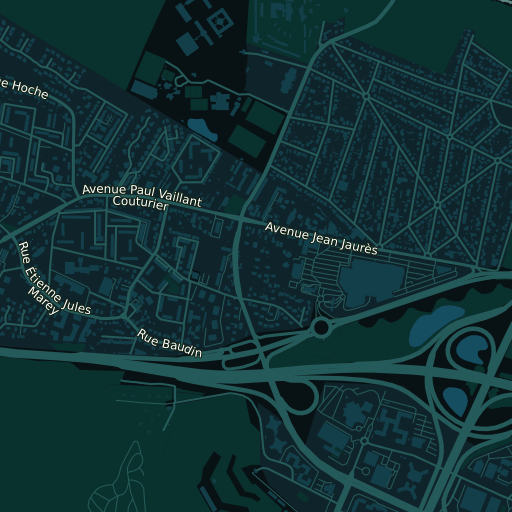 e Hoche
Avenue Paul Vaillant
Couturier
Avenue Jean Jaurès
Rue Étienne Jules
Marey
Rue Baudin